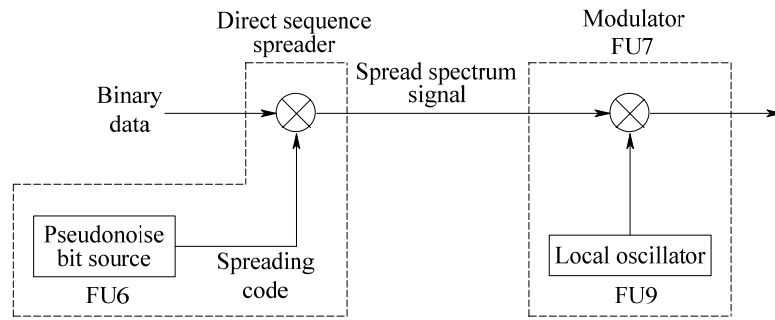 Direct sequence
spreader
Modulator
FU7
Spread spectrum
signal
Binary
data
Pseudonoise
bit source
Spreading
code
FU6
Local oscillator
FU9